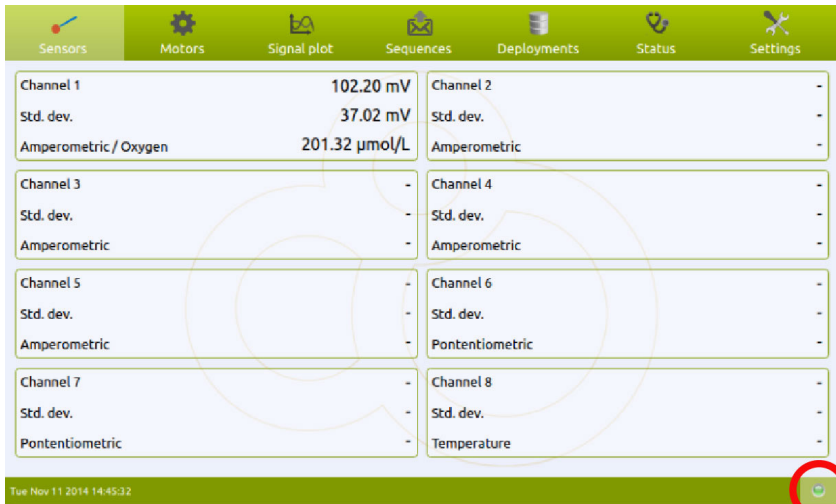 Sensors Motors Signal plot Sequences Deployments Status Settings
Channel 1 102.20 mV
Std. dev. 37.02 mV
Amperometric / Oxygen 201.32 µmol/L
Channel 2 -
Std. dev. -
Amperometric -
Channel 3 -
Std. dev. -
Amperometric -
Channel 4 -
Std. dev. -
Amperometric -
Channel 5 -
Std. dev. -
Amperometric -
Channel 6 -
Std. dev. -
Pontentiometric -
Channel 7 -
Std. dev. -
Pontentiometric -
Channel 8 -
Std. dev. -
Temperature -
Tue Nov 11 2014 14:45:32